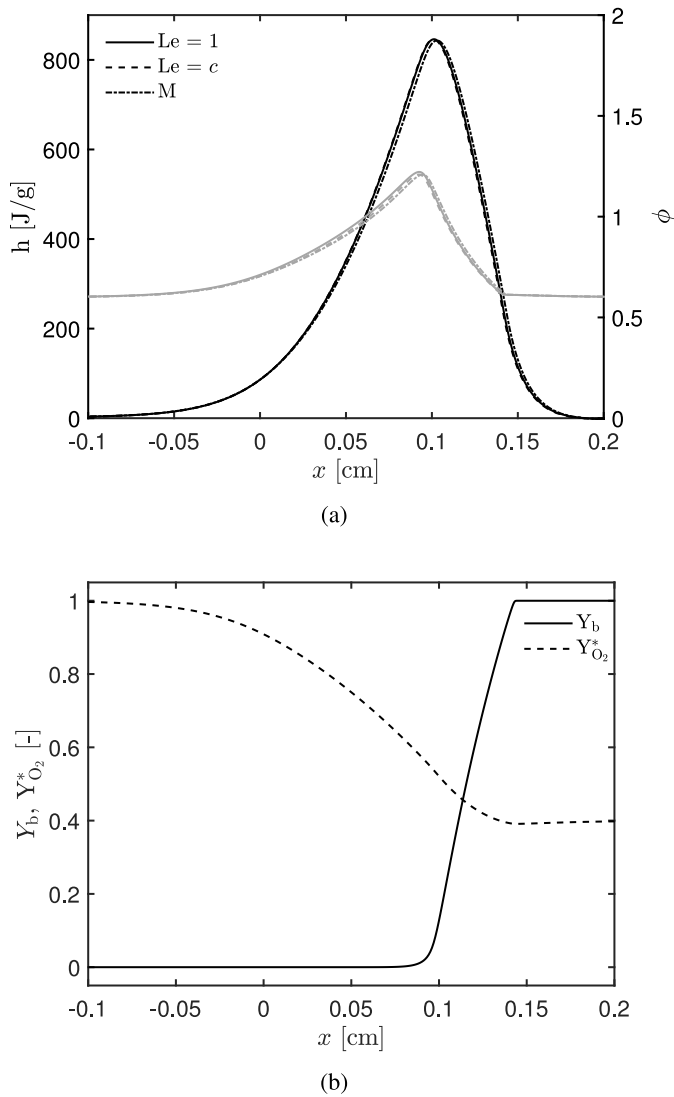 Le = 1
Le = c
M
800
600
400
200
0
2
1.5
1
0.5
0
h [J/g]
ϕ
-0.1 -0.05 0 0.05 0.1 0.15 0.2
x [cm]
(a)
1
0.8
0.6
0.4
0.2
0
Y_b
Y*_O₂
Y_b, Y*_O₂ [-]
-0.1 -0.05 0 0.05 0.1 0.15 0.2
x [cm]
(b)